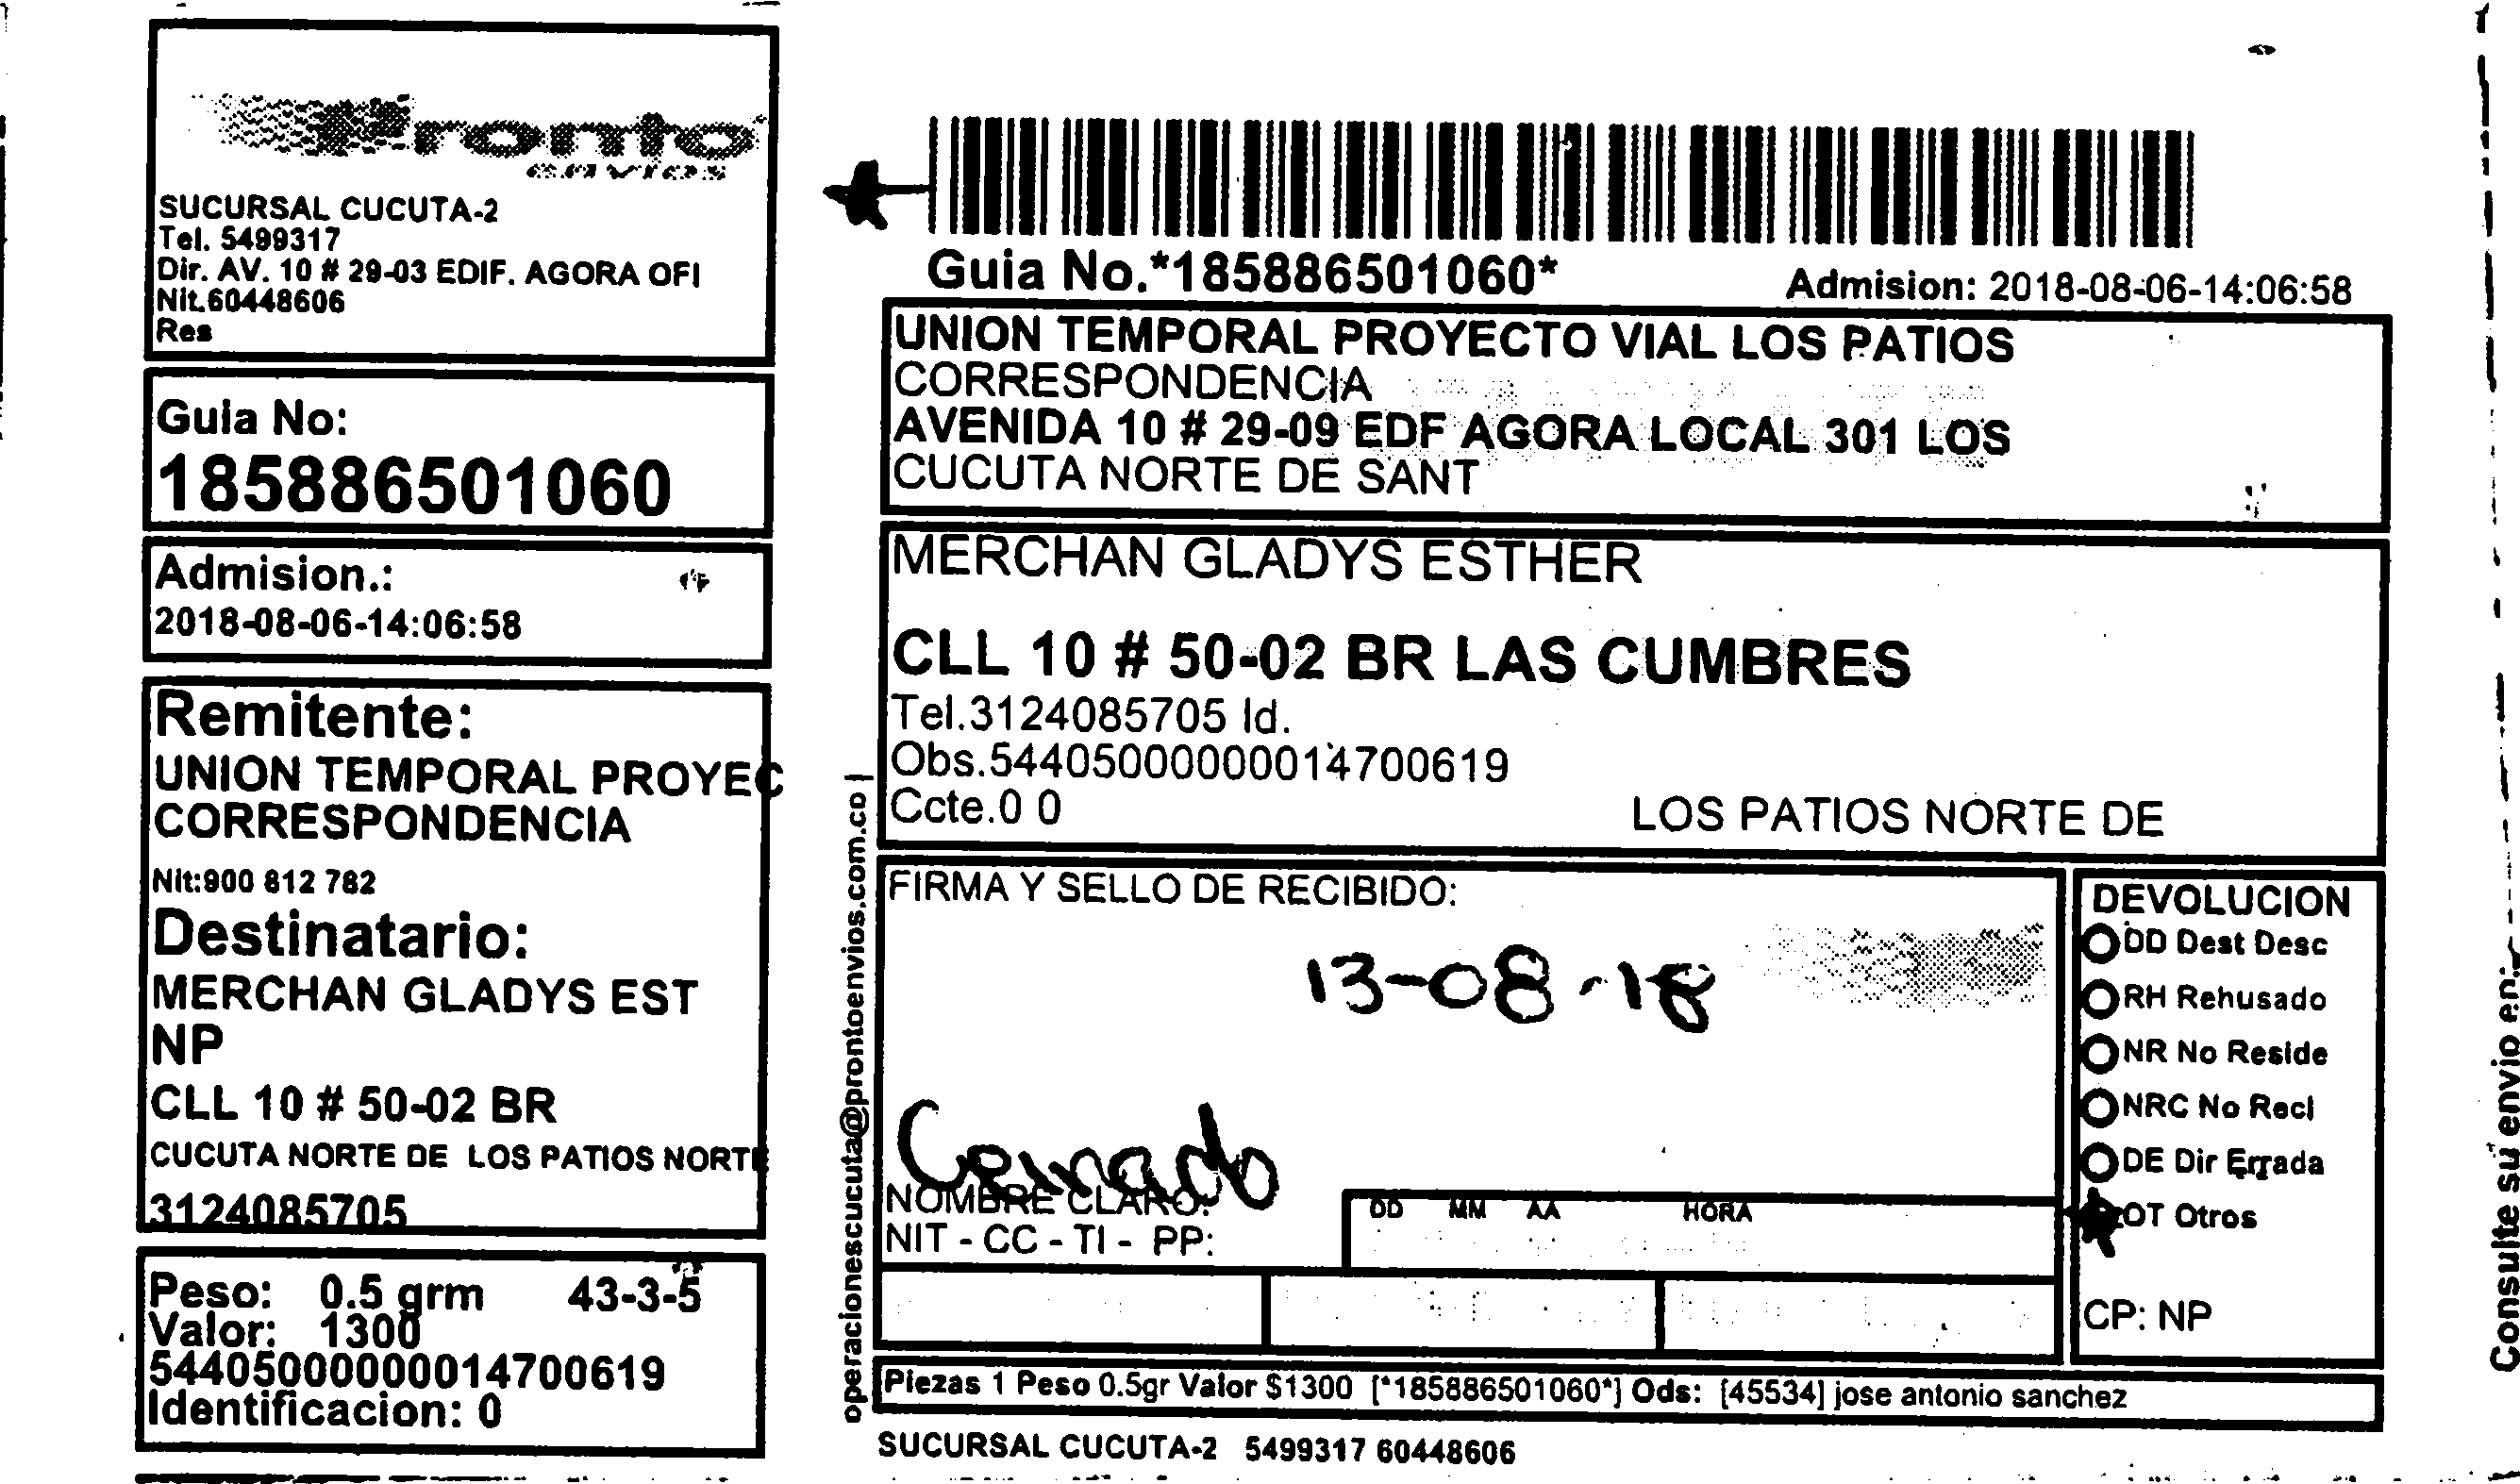 Pronto
envios
SUCURSAL CUCUTA-2
Tel. 5499317
Dir. AV. 10 # 29-03 EDIF. AGORA OFI
Nit.60448606
Res
Guia No:
185886501060
Admision.:
2018-08-06-14:06:58
Remitente:
UNION TEMPORAL PROYEC
CORRESPONDENCIA
Nit:900 812 782
Destinatario:
MERCHAN GLADYS EST
NP
CLL 10 # 50-02 BR
CUCUTA NORTE DE LOS PATIOS NORTE
3124085705
Peso: 0.5 grm 43-3-5
Valor: 1300
544050000000014700619
Identificacion: 0
operacionescucuta@prontoenvios.com.co |
Guia No.*185886501060*
Admision: 2018-08-06-14:06:58
UNION TEMPORAL PROYECTO VIAL LOS PATIOS
CORRESPONDENCIA
AVENIDA 10 # 29-09 EDF AGORA LOCAL 301 LOS
CUCUTA NORTE DE SANT
MERCHAN GLADYS ESTHER
CLL 10 # 50-02 BR LAS CUMBRES
Tel.3124085705 Id.
Obs.544050000000014700619
Ccte.0 0
LOS PATIOS NORTE DE
FIRMA Y SELLO DE RECIBIDO:
13-08-18
Cerrado
NOMBRE CLARO:
NIT - CC - TI - PP:
DD MM AA HORA
DEVOLUCION
DD Dest Desc
RH Rehusado
NR No Reside
NRC No Recl
DE Dir Errada
OT Otros
CP: NP
Piezas 1 Peso 0.5gr Valor $1300 [*185886501060*] Ods: [45534] jose antonio sanchez
SUCURSAL CUCUTA-2 5499317 60448606
Consulte su envio en